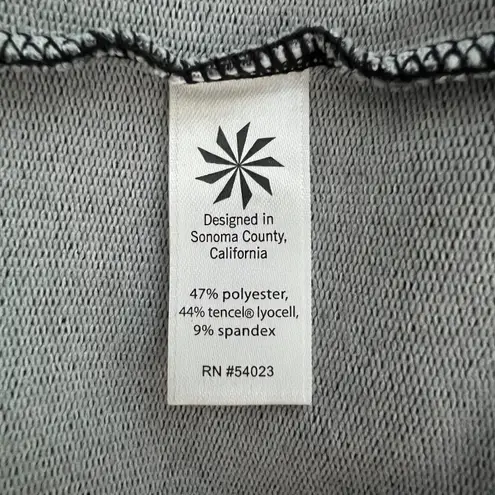 Designed in
Sonoma County,
California
47% polyester,
44% tencel® lyocell,
9% spandex
RN #54023